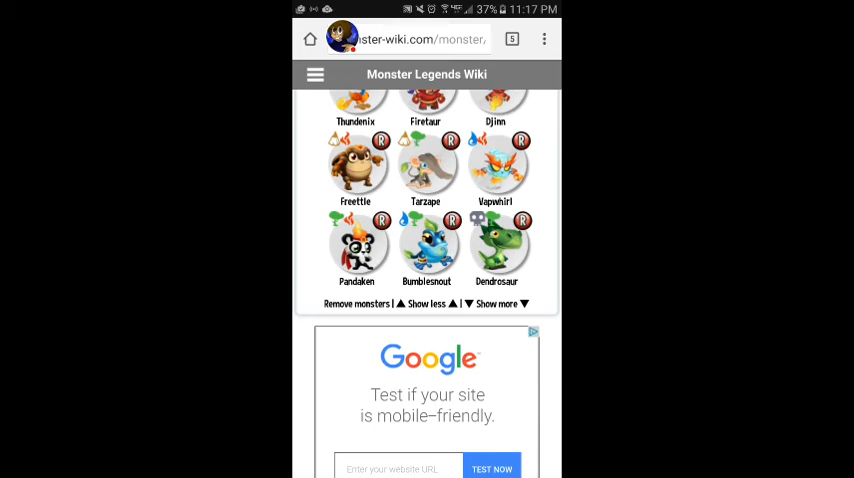 37% 11:17 PM
ster-wiki.com/monster/
5
Monster Legends Wiki
Thundenix Firetaur Djinn
R R R
Freettle Tarzape Vapwhirl
R R R
Pandaken Bumblesnout Dendrosaur
Remove monsters | ▲ Show less ▲ | ▼ Show more ▼
Google
Test if your site
is mobile-friendly.
Enter your website URL TEST NOW